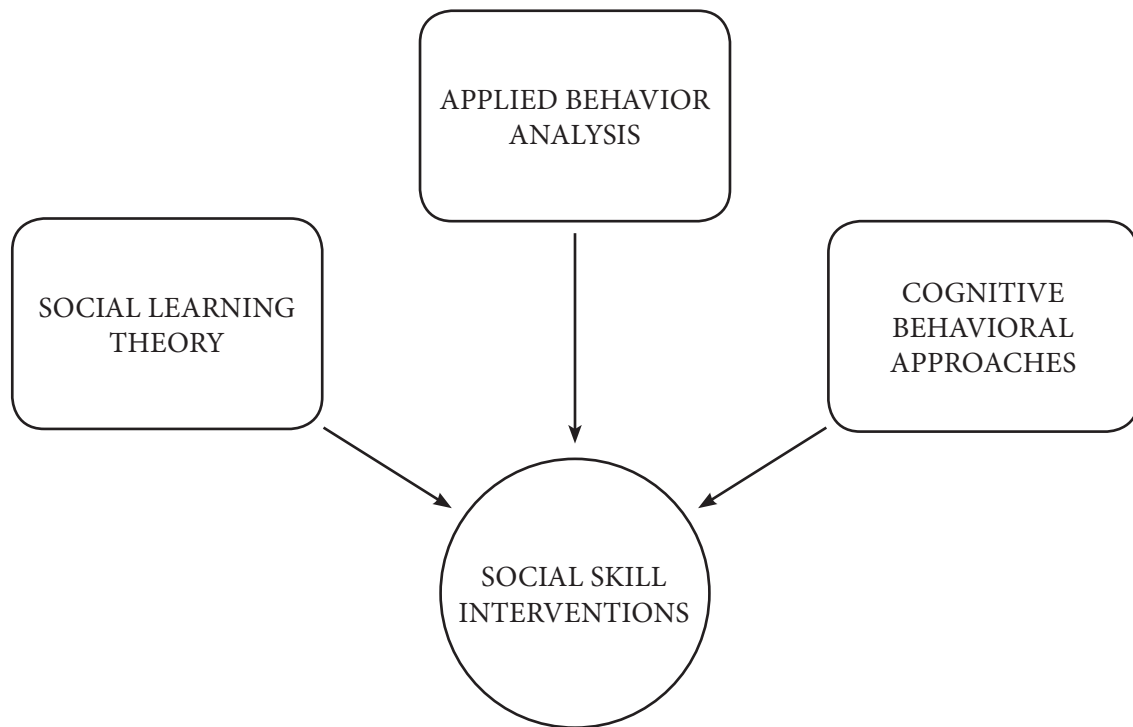 APPLIED BEHAVIOR
ANALYSIS
SOCIAL LEARNING
THEORY
COGNITIVE
BEHAVIORAL
APPROACHES
SOCIAL SKILL
INTERVENTIONS